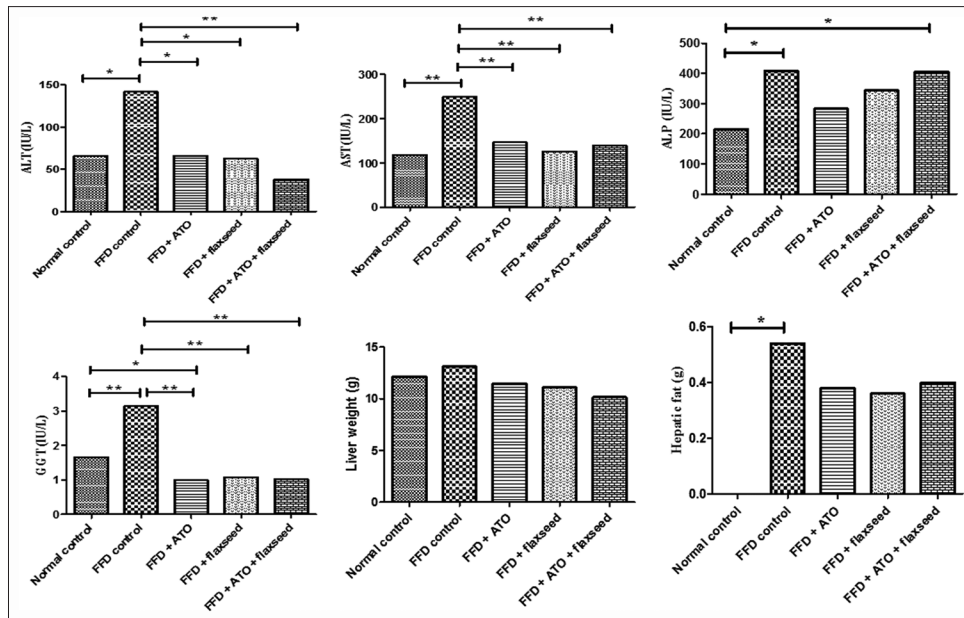 **
*
*
*
150
100
50
0
ALT(IU/L)
Normal control
FFD control
FFD + ATO
FFD + flaxseed
FFD + ATO + flaxseed
**
**
**
**
300
200
100
0
AST(IU/L)
Normal control
FFD control
FFD + ATO
FFD + flaxseed
FFD + ATO + flaxseed
*
*
500
400
300
200
100
0
ALP (IU/L)
Normal control
FFD control
FFD + ATO
FFD + flaxseed
FFD + ATO + flaxseed
**
**
*
**
**
4
3
2
1
0
GGT(IU/L)
Normal control
FFD control
FFD + ATO
FFD + flaxseed
FFD + ATO + flaxseed
15
10
5
0
Liver weight (g)
Normal control
FFD control
FFD + ATO
FFD + flaxseed
FFD + ATO + flaxseed
*
0.6
0.4
0.2
0.0
Hepatic fat (g)
Normal control
FFD control
FFD + ATO
FFD + flaxseed
FFD + ATO + flaxseed